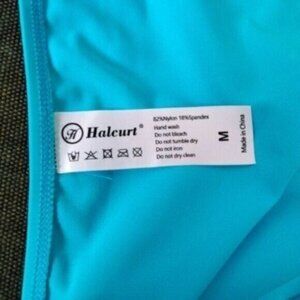 H Halcurt®
82%Nylon 18%Spandex
Hand wash
Do not bleach
Do not tumble dry
Do not iron
Do not dry clean
M
Made in China